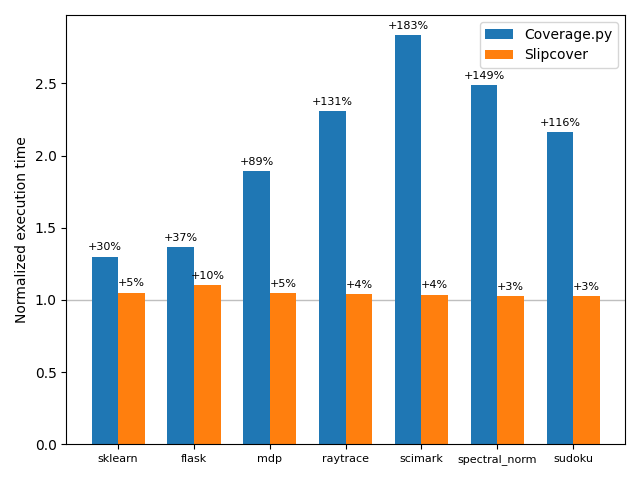 Coverage.py
Slipcover
+183%
+149%
+131%
+116%
+89%
+37%
+30%
+10%
+5%
+5%
+4%
+4%
+3%
+3%
Normalized execution time
2.5
2.0
1.5
1.0
0.5
0.0
sklearn
flask
mdp
raytrace
scimark
spectral_norm
sudoku